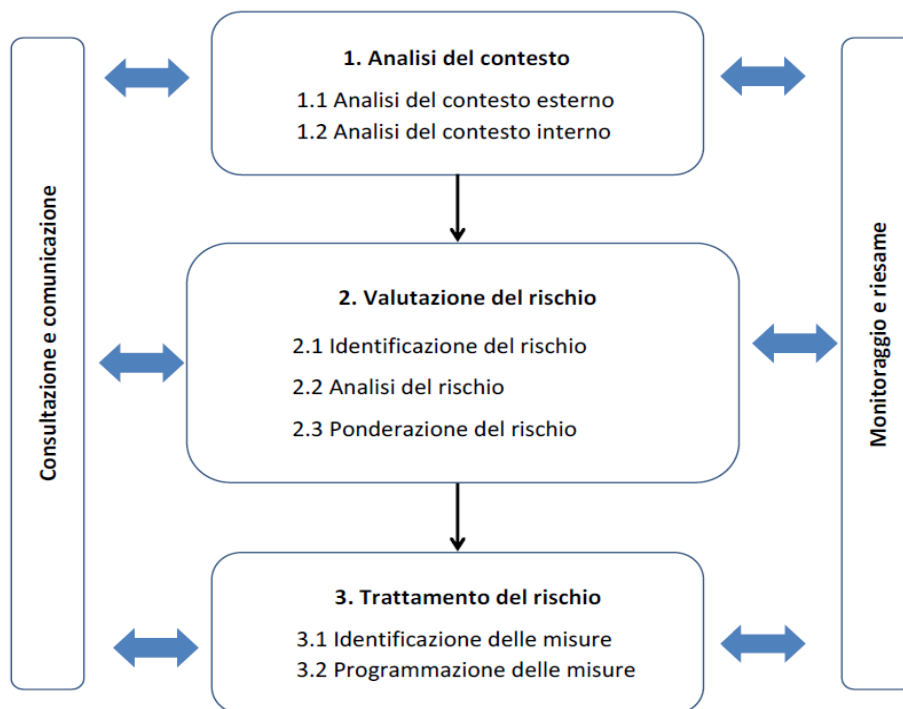 Consultazione e comunicazione
1. Analisi del contesto
1.1 Analisi del contesto esterno
1.2 Analisi del contesto interno
2. Valutazione del rischio
2.1 Identificazione del rischio
2.2 Analisi del rischio
2.3 Ponderazione del rischio
3. Trattamento del rischio
3.1 Identificazione delle misure
3.2 Programmazione delle misure
Monitoraggio e riesame